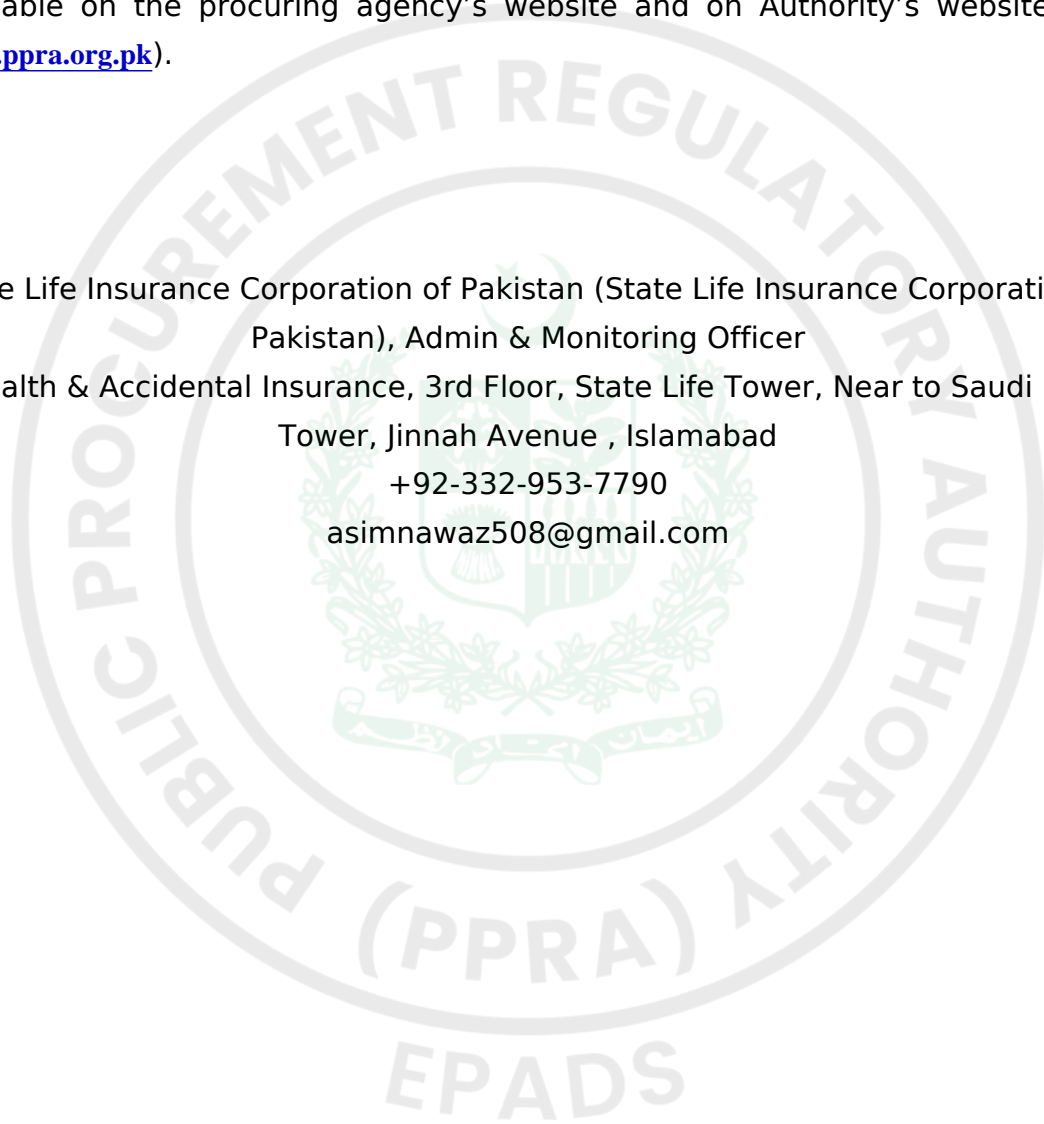 able on the procuring agency's website and on Authority's website
.ppra.org.pk).
e Life Insurance Corporation of Pakistan (State Life Insurance Corporati
Pakistan), Admin & Monitoring Officer
alth & Accidental Insurance, 3rd Floor, State Life Tower, Near to Saudi
Tower, Jinnah Avenue , Islamabad
+92-332-953-7790
asimnawaz508@gmail.com
PUBLIC PROCUREMENT REGULATORY AUTHORITY
(PPRA)
EPADS